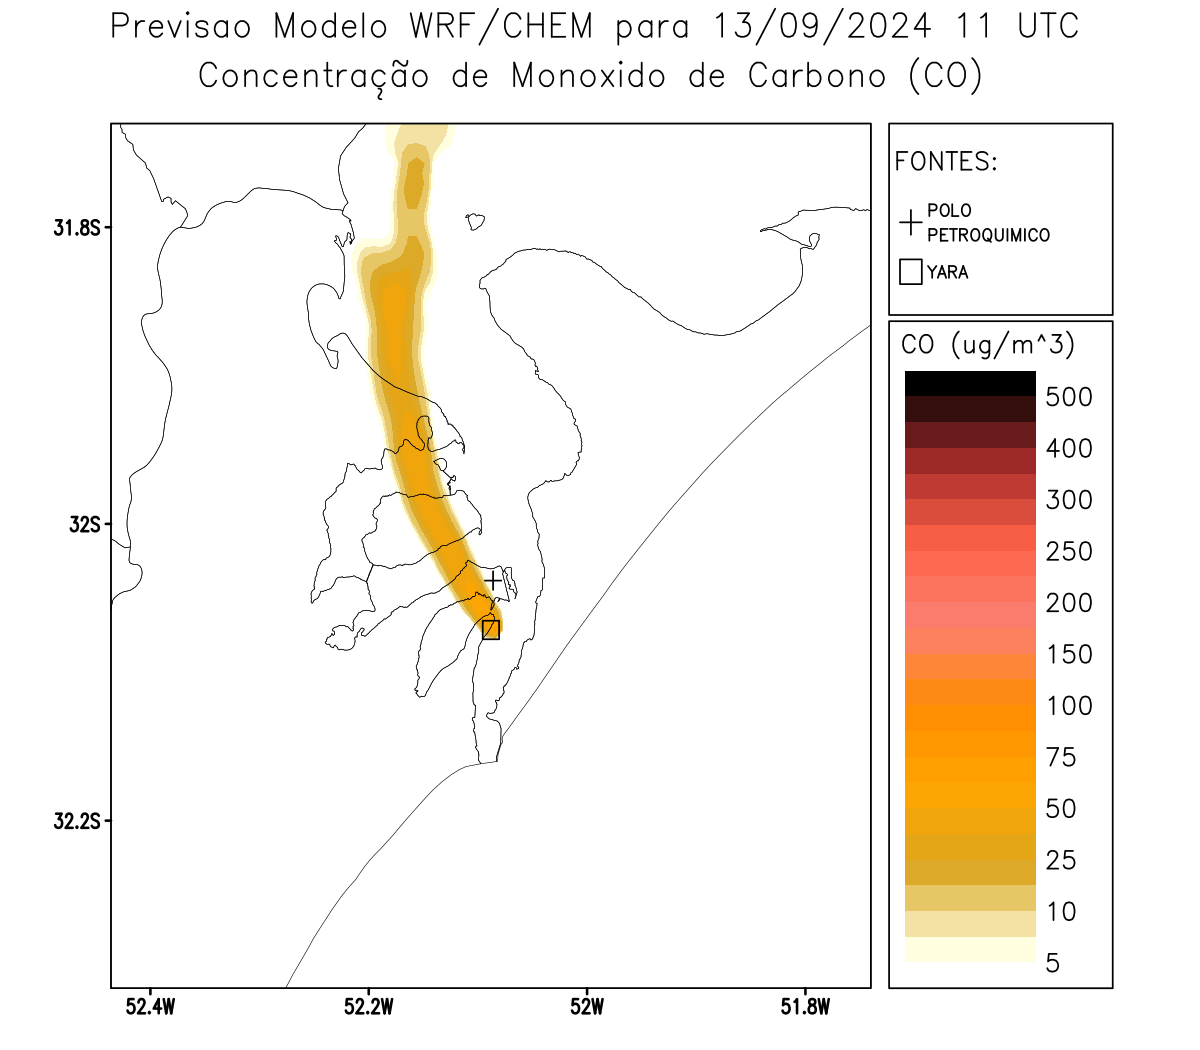 Previsao Modelo WRF/CHEM para 13/09/2024 11 UTC
Concentração de Monoxido de Carbono (CO)
FONTES:
POLO
PETROQUIMICO
YARA
31.8S
32S
32.2S
52.4W
52.2W
52W
51.8W
CO (ug/m^3)
500
400
300
250
200
150
100
75
50
25
10
5